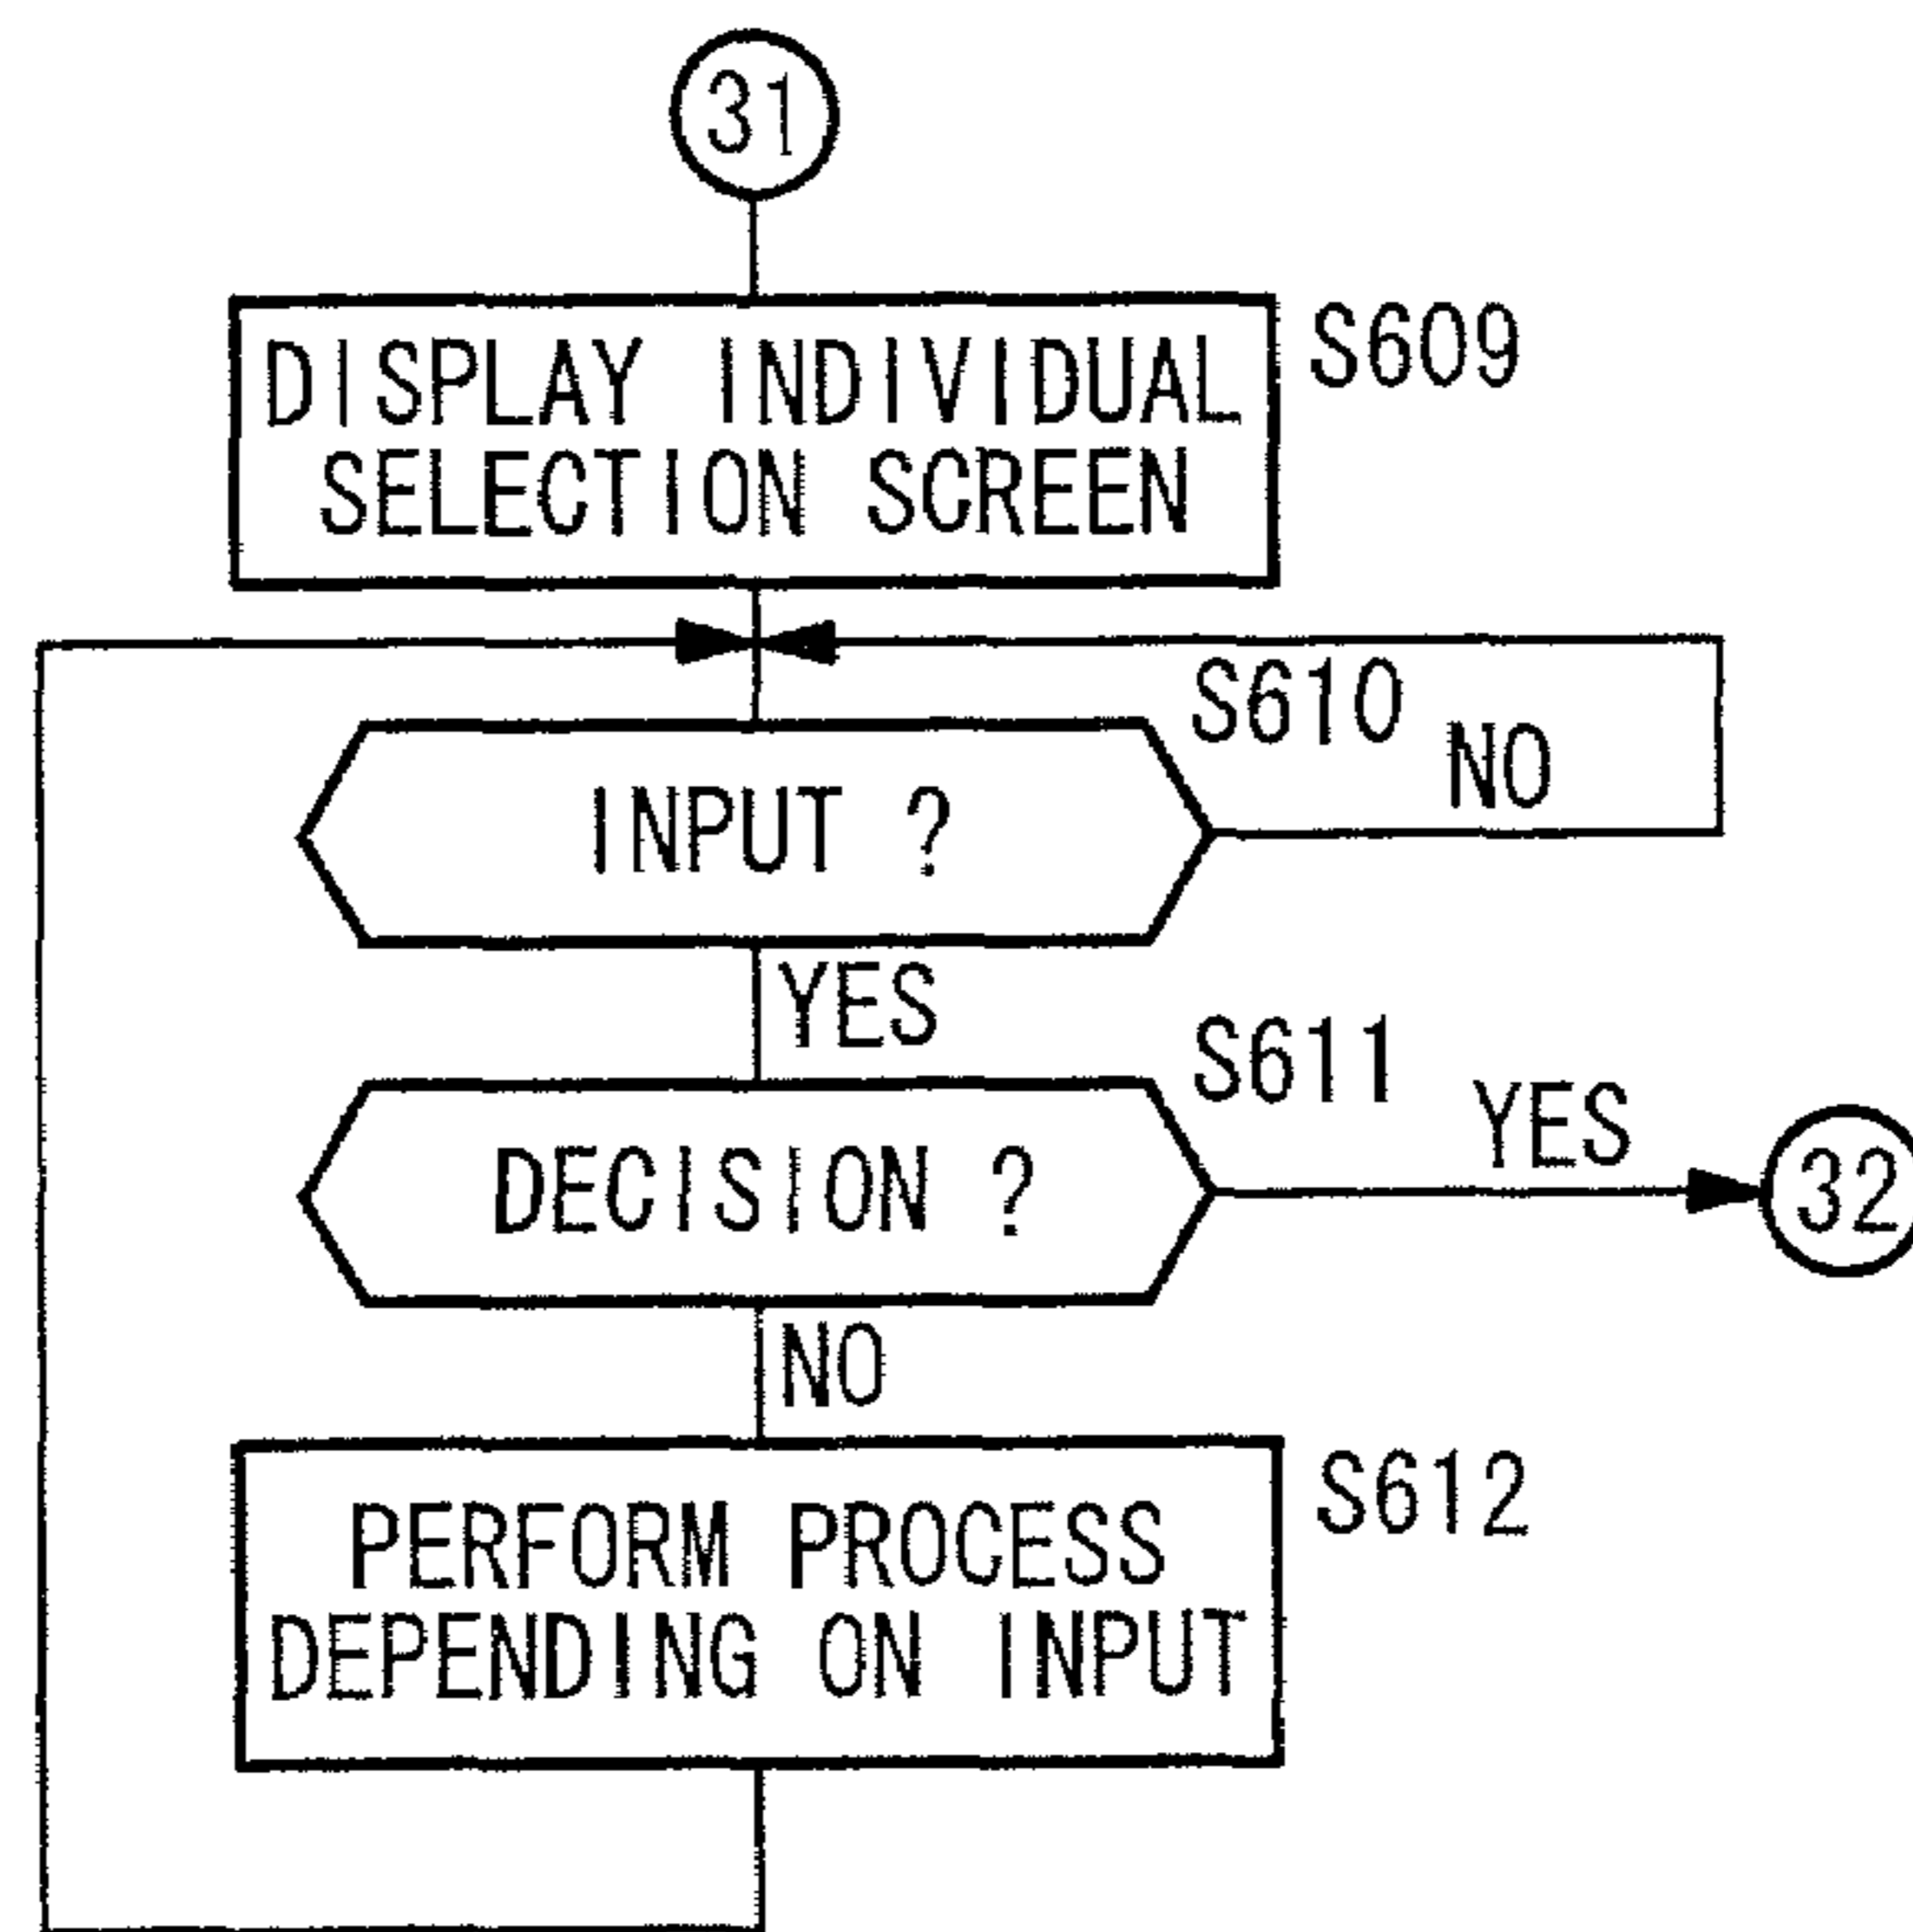 31
DISPLAY INDIVIDUAL
SELECTION SCREEN
S609
S610
NO
INPUT ?
YES
S611
YES
DECISION ?
32
NO
S612
PERFORM PROCESS
DEPENDING ON INPUT